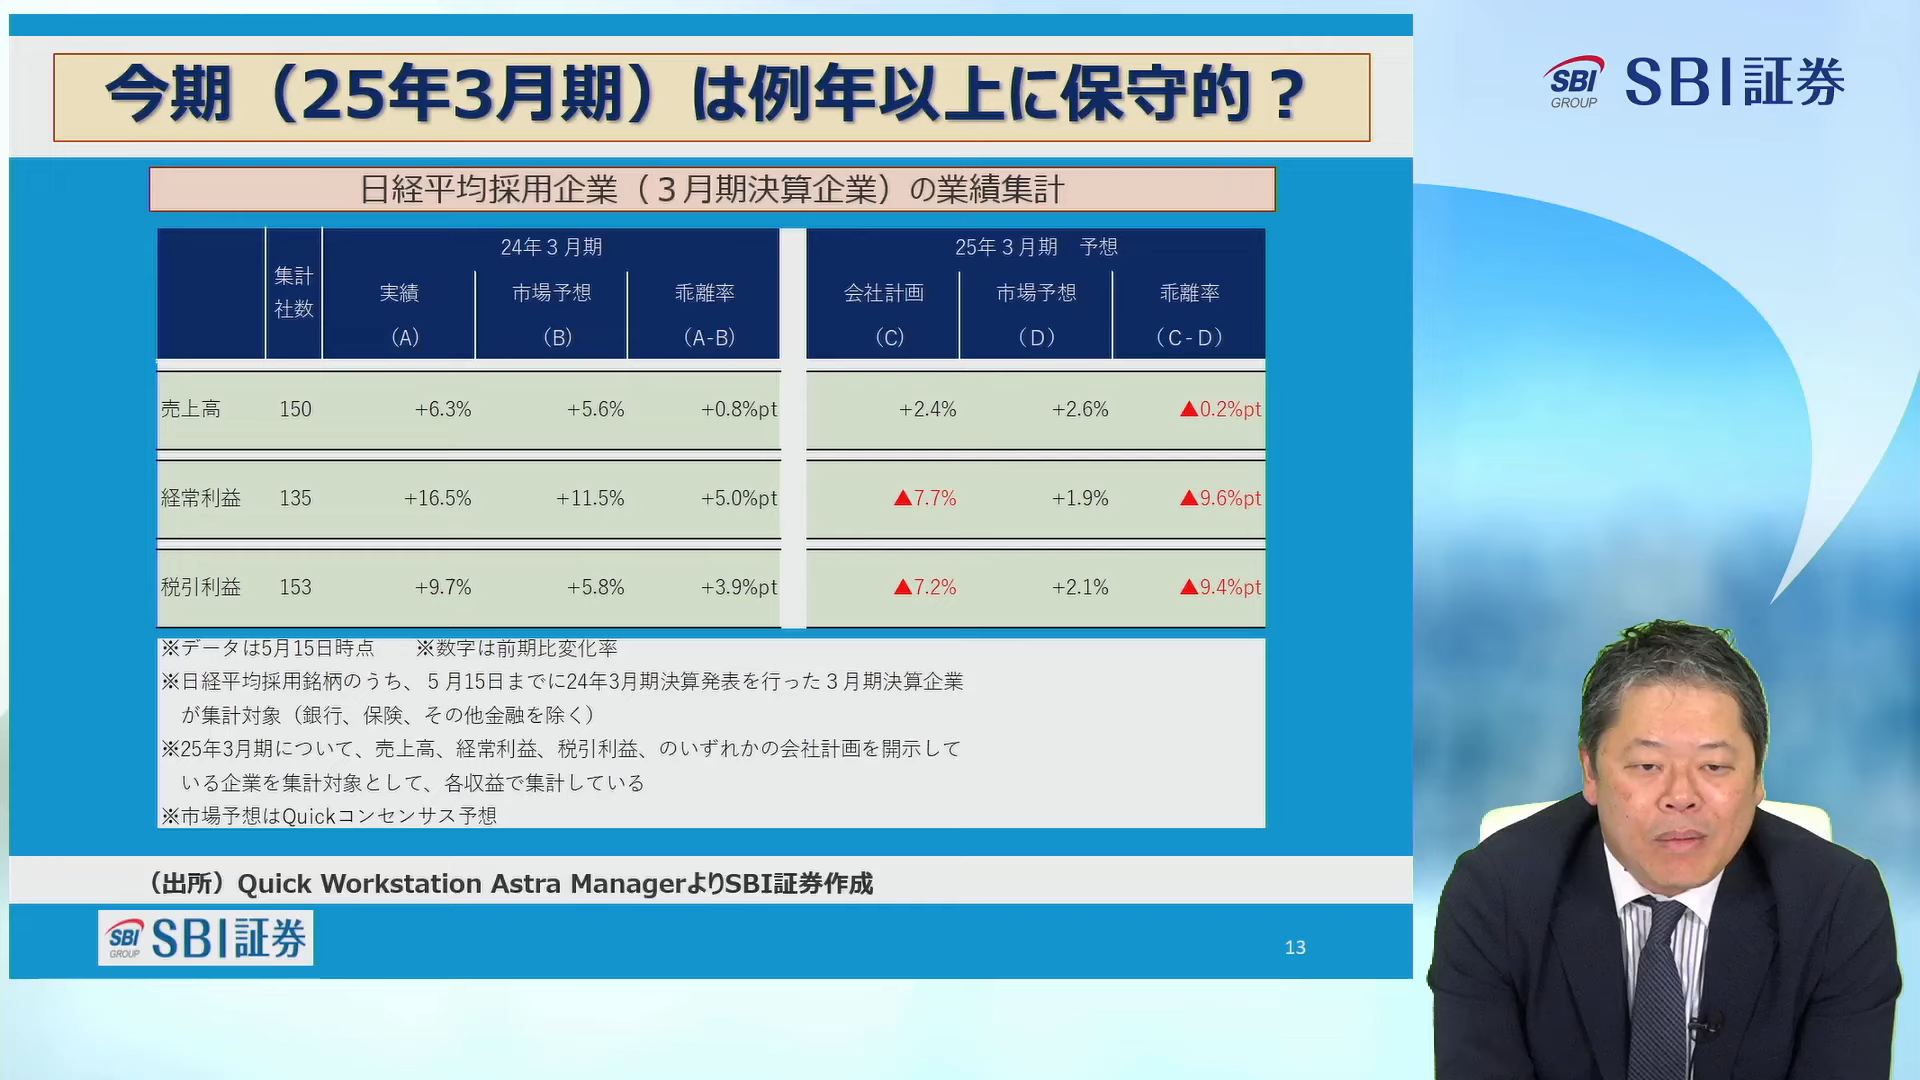 今期（25年3月期）は例年以上に保守的？
SBI GROUP SBI証券
日経平均採用企業（３月期決算企業）の業績集計
24年３月期 25年３月期　予想
集計社数 実績 市場予想 乖離率 会社計画 市場予想 乖離率
（A） （B） （A-B) （C) （Ｄ） （Ｃ-Ｄ）
売上高 150 +6.3% +5.6% +0.8%pt +2.4% +2.6% ▲0.2%pt
経常利益 135 +16.5% +11.5% +5.0%pt ▲7.7% +1.9% ▲9.6%pt
税引利益 153 +9.7% +5.8% +3.9%pt ▲7.2% +2.1% ▲9.4%pt
※データは5月15日時点　　※数字は前期比変化率
※日経平均採用銘柄のうち、５月15日までに24年3月期決算発表を行った３月期決算企業
が集計対象（銀行、保険、その他金融を除く）
※25年3月期について、売上高、経常利益、税引利益、のいずれかの会社計画を開示して
いる企業を集計対象として、各収益で集計している
※市場予想はQuickコンセンサス予想
（出所）Quick Workstation Astra ManagerよりSBI証券作成
SBI GROUP SBI証券
13